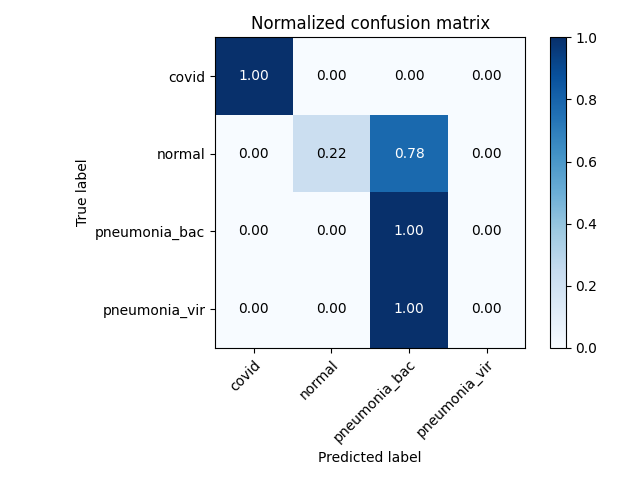 Normalized confusion matrix
covid 1.00 0.00 0.00 0.00
normal 0.00 0.22 0.78 0.00
pneumonia_bac 0.00 0.00 1.00 0.00
pneumonia_vir 0.00 0.00 1.00 0.00
True label
covid normal pneumonia_bac pneumonia_vir
Predicted label
1.0
0.8
0.6
0.4
0.2
0.0